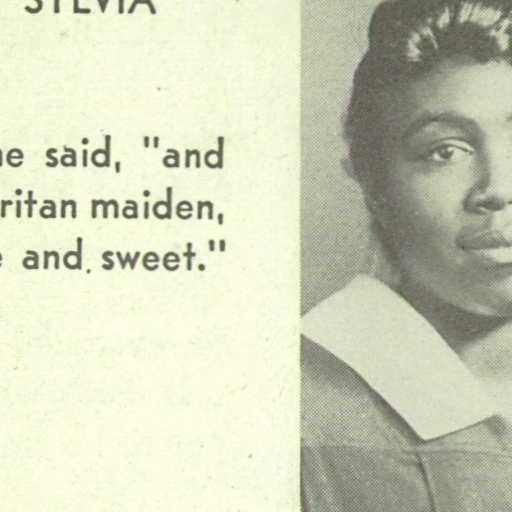 SYLVIA
he said, "and
ritan maiden,
e and sweet."